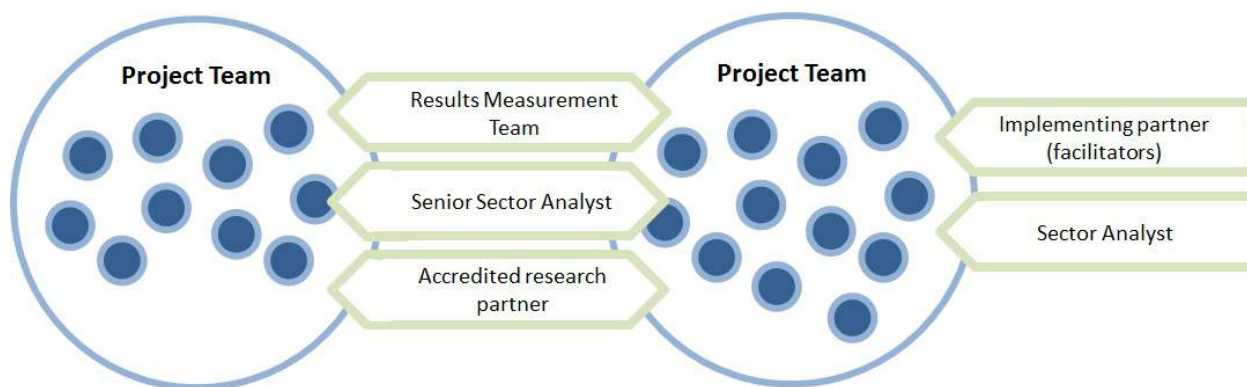 Project Team
Results Measurement
Team
Senior Sector Analyst
Accredited research
partner
Project Team
Implementing partner
(facilitators)
Sector Analyst